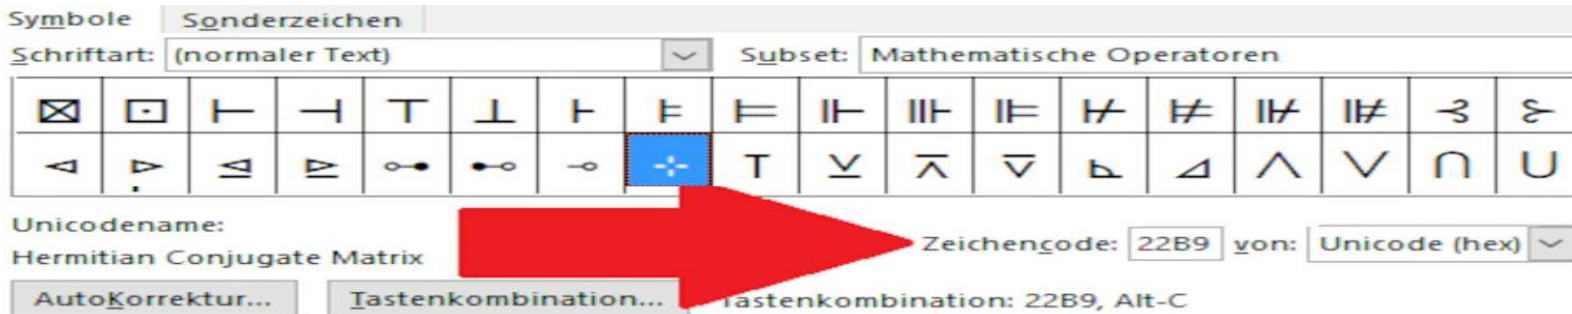 Symbole Sonderzeichen
Schriftart: (normaler Text) Subset: Mathematische Operatoren
⊠ ⊡ ⊢ ⊣ ⊤ ⊥ ⊦ ⊧ ⊨ ⊩ ⊪ ⊫ ⊬ ⊭ ⊮ ⊯ ⊰ ⊱
⊲ ⊳ ⊴ ⊵ ⊶ ⊷ ⊸ ⊹ ⊺ ⊻ ⊼ ⊽ ⊾ ⊿ ⋀ ⋁ ⋂ ⋃
Unicodename:
Hermitian Conjugate Matrix
Zeichencode: 22B9 von: Unicode (hex)
AutoKorrektur... Tastenkombination... Tastenkombination: 22B9, Alt-C